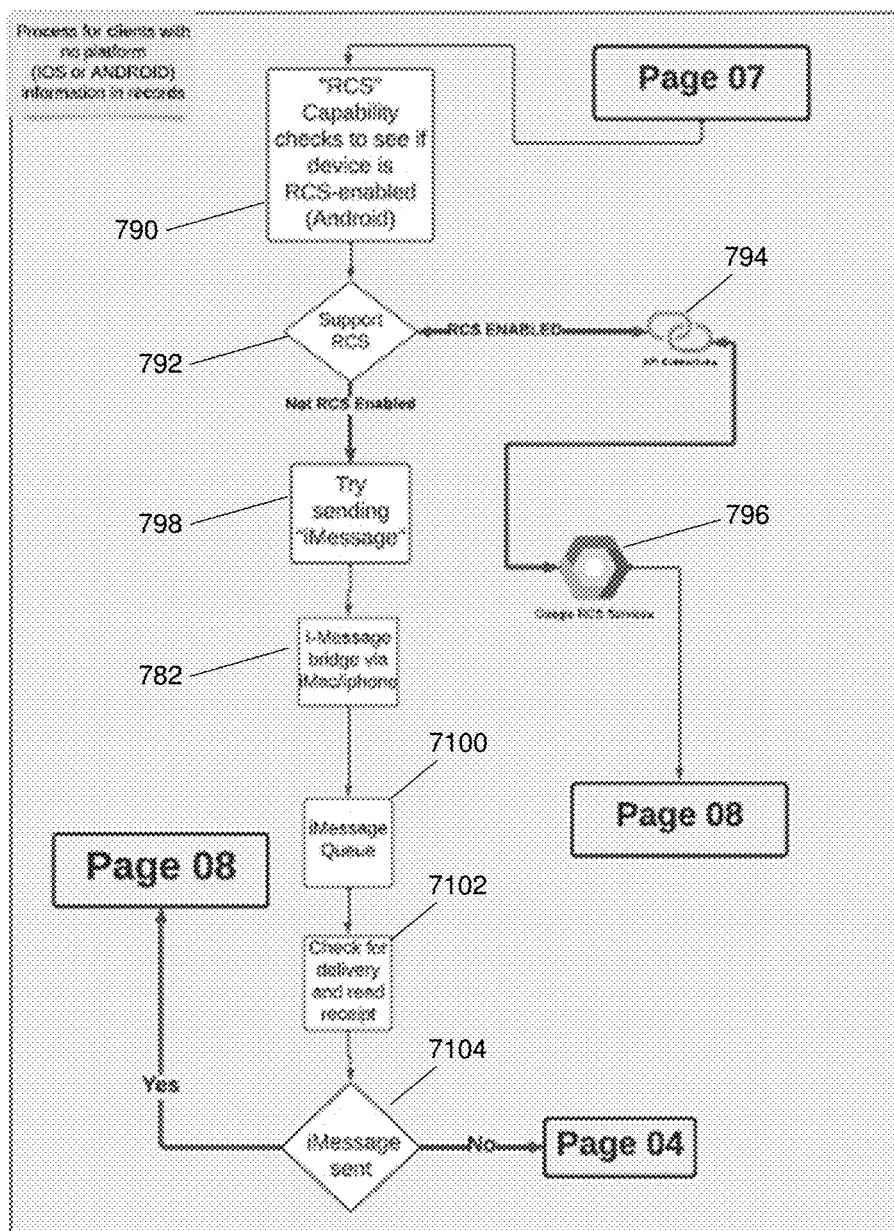 Process for clients with
no platform
(IOS or ANDROID)
information in records
Page 07
"RCS"
Capability
checks to see if
device is
RCS-enabled
(Android)
790
794
Support
RCS
RCS ENABLED
792
Not RCS Enabled
Try
sending
"iMessage"
798
796
Google RCS Services
i-Message
bridge via
iMac/iphone
782
7100
iMessage
Queue
Page 08
Page 08
7102
Check for
delivery
and read
receipt
7104
Yes
iMessage
sent
No
Page 04